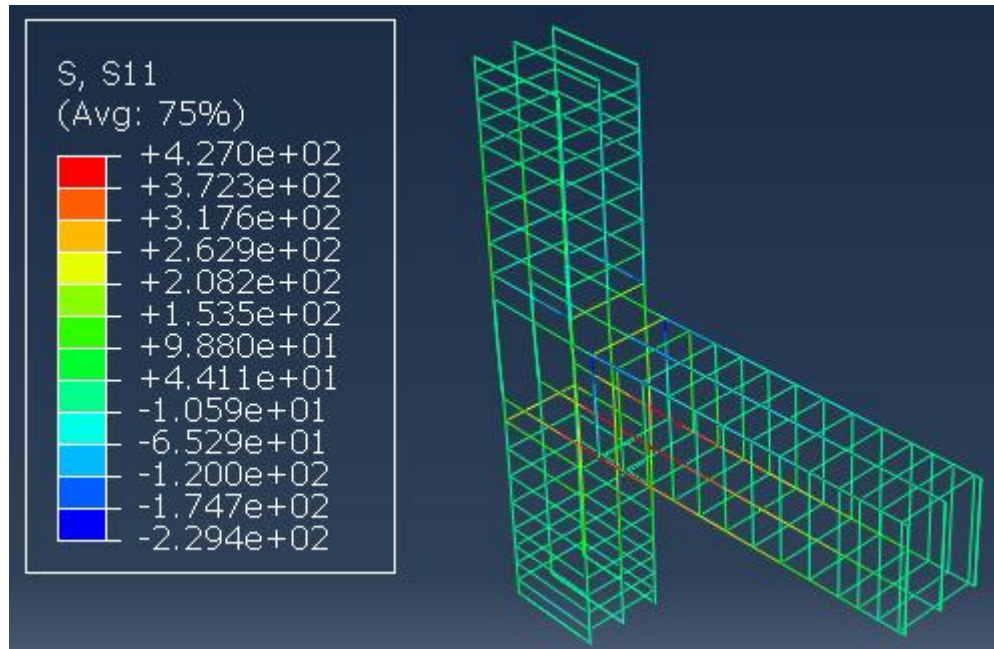 S, S11
(Avg: 75%)
+4.270e+02
+3.723e+02
+3.176e+02
+2.629e+02
+2.082e+02
+1.535e+02
+9.880e+01
+4.411e+01
-1.059e+01
-6.529e+01
-1.200e+02
-1.747e+02
-2.294e+02